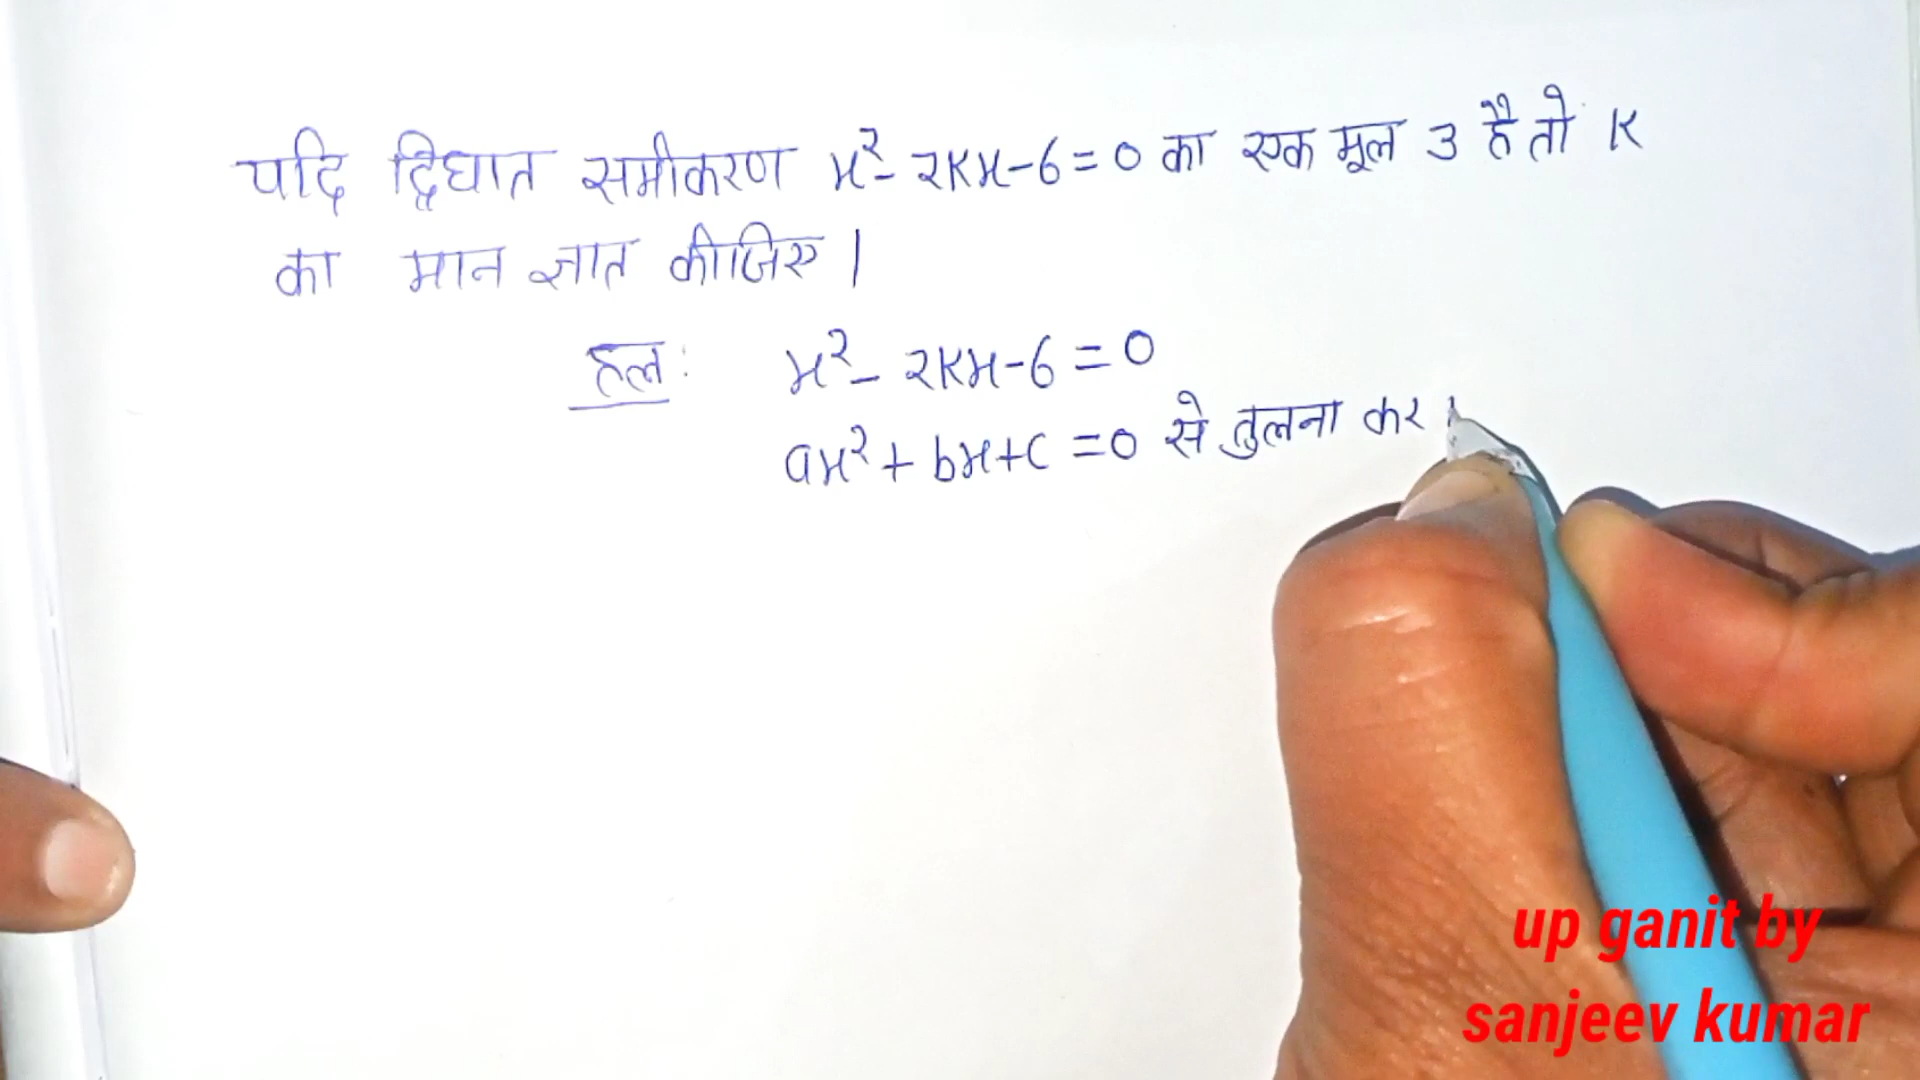 यदि द्विघात समीकरण x²- 2Kx-6=0 का एक मूल 3 है तो K
का मान ज्ञात कीजिए |
हल: x²- 2Kx-6=0
ax²+bx+c=0 से तुलना कर
up ganit by
sanjeev kumar